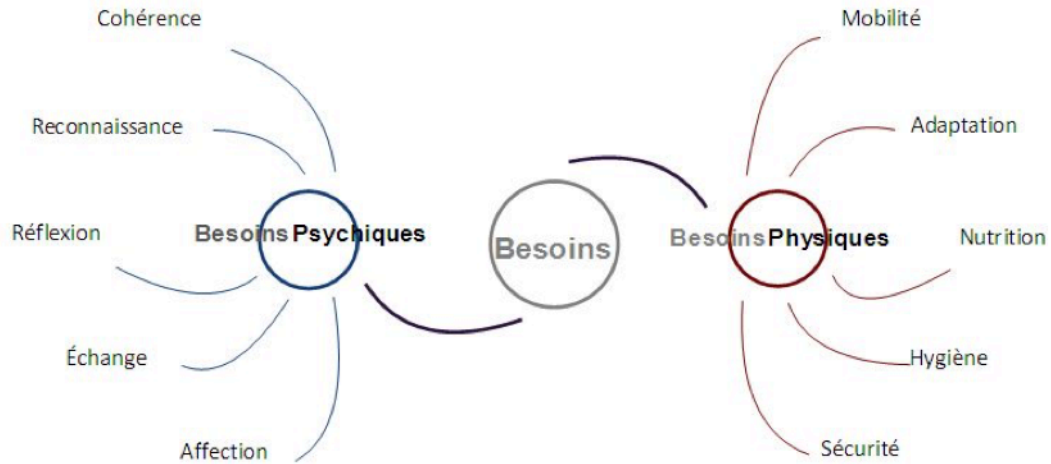 Cohérence
Mobilité
Reconnaissance
Adaptation
Réflexion
Besoins Psychiques
Besoins
Besoins Physiques
Nutrition
Échange
Hygiène
Affection
Sécurité